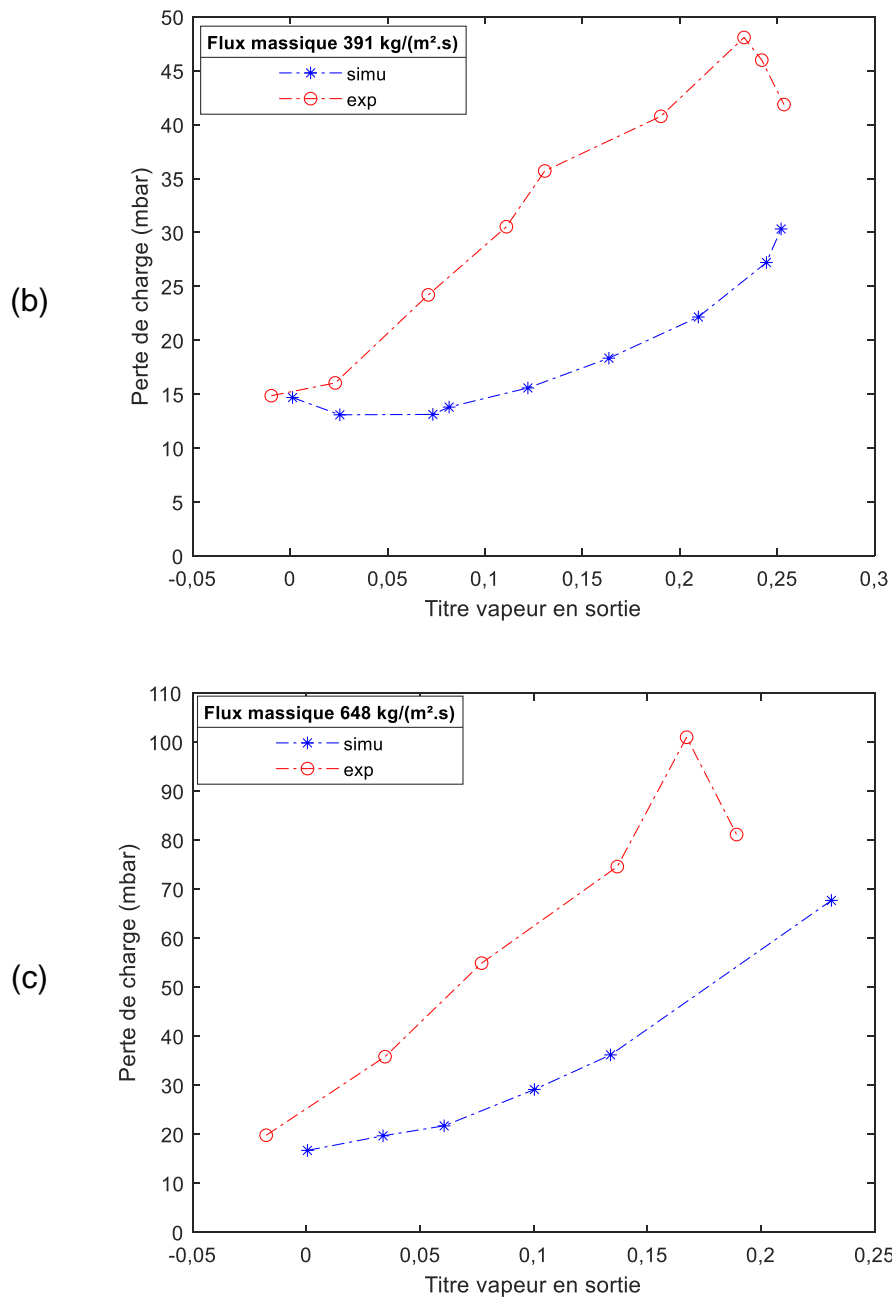 50
45
40
35
30
25
20
15
10
5
0
Perte de charge (mbar)
Flux massique 391 kg/(m².s)
simu
exp
(b)
-0,05 0 0,05 0,1 0,15 0,2 0,25 0,3
Titre vapeur en sortie
110
100
90
80
70
60
50
40
30
20
10
0
Perte de charge (mbar)
Flux massique 648 kg/(m².s)
simu
exp
(c)
-0,05 0 0,05 0,1 0,15 0,2 0,25
Titre vapeur en sortie